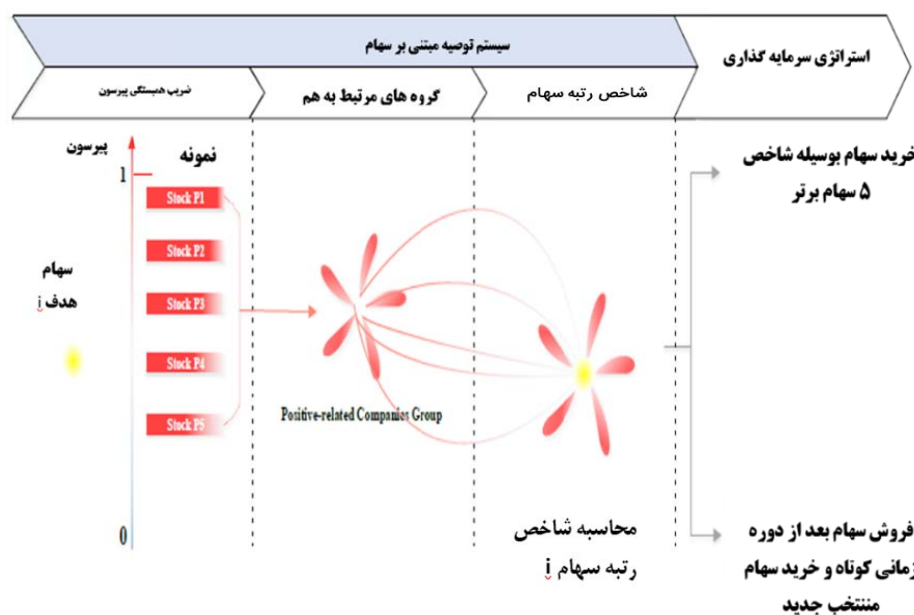 سیستم توصیه مبتنی بر سهام
استراتژی سرمایه گذاری
ضریب همبستگی پیرسون
گروه های مرتبط به هم
شاخص رتبه سهام
پیرسون
نمونه
1
Stock P1
Stock P2
Stock P3
Stock P4
Stock P5
سهام
هدف i
0
Positive-related Companies Group
محاسبه شاخص
رتبه سهام i
خرید سهام بوسیله شاخص
۵ سهام برتر
فروش سهام بعد از دوره
زمانی کوتاه و خرید سهام
مننتخب جدید